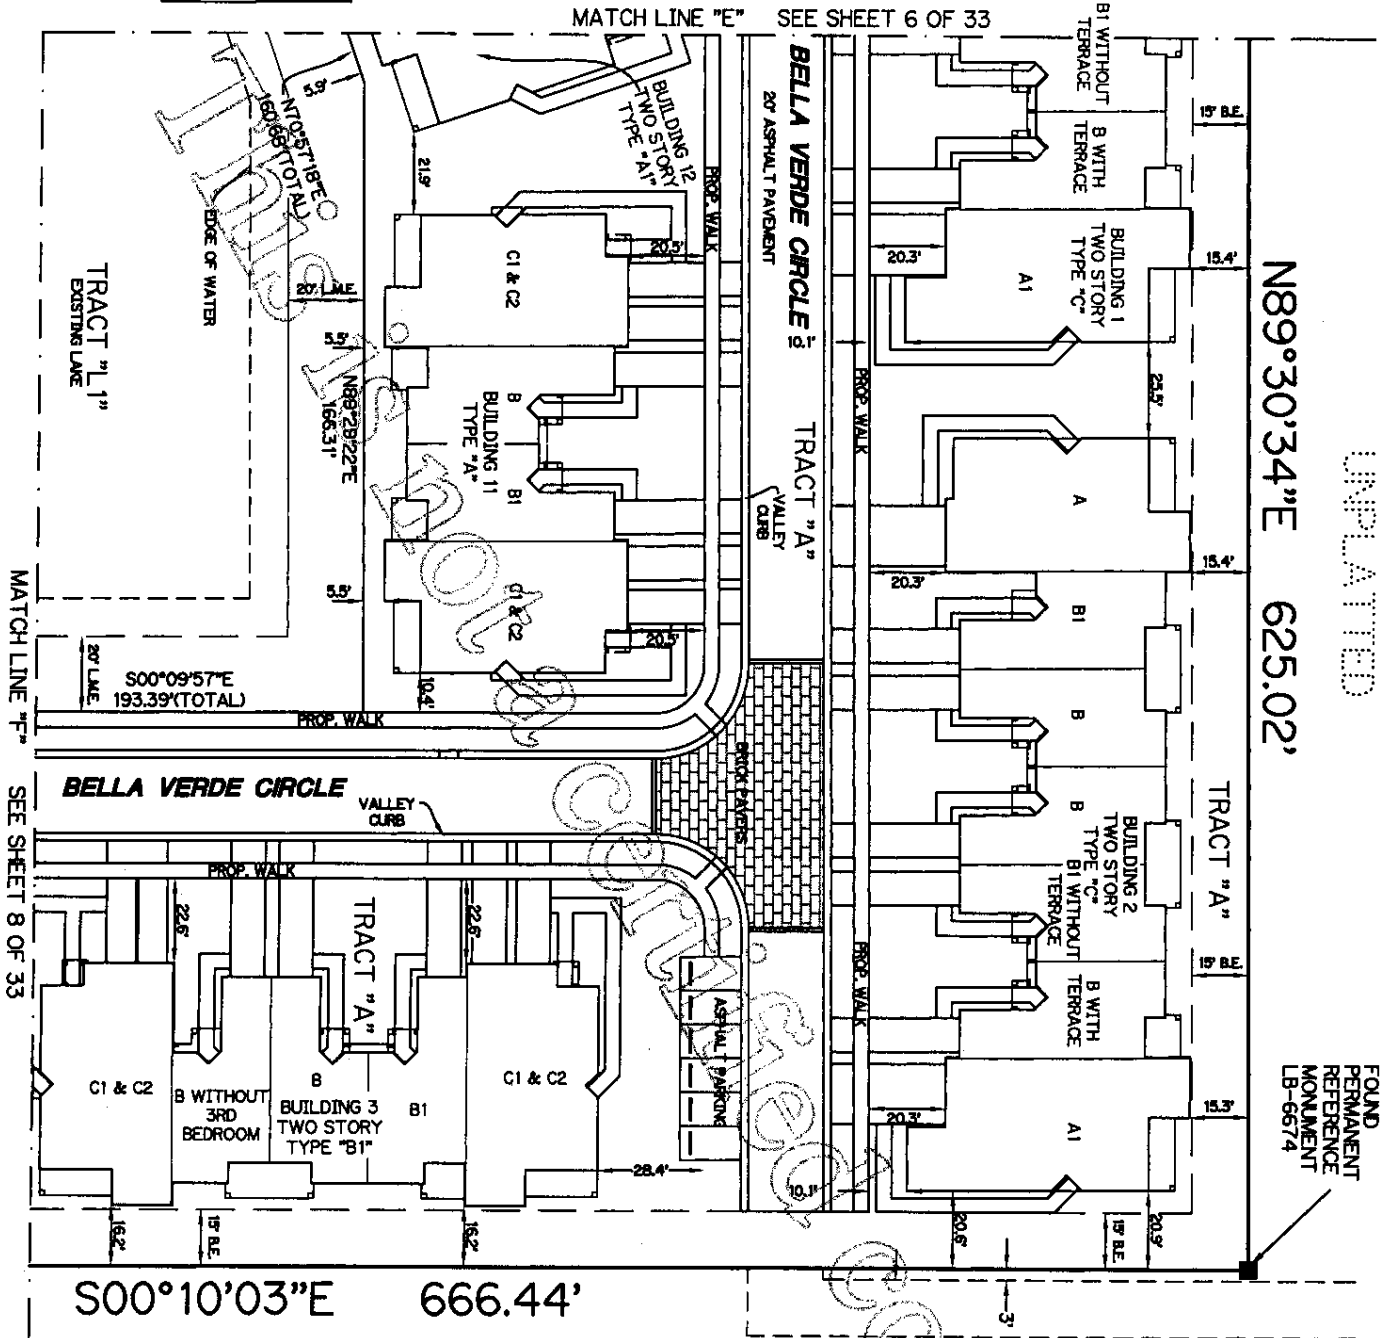 MATCH LINE "E" SEE SHEET 6 OF 33
B1 WITHOUT
TERRACE
B WITH
TERRACE
15' B.E.
BUILDING 1
TWO STORY
TYPE "C"
A1
15.4'
20.3'
25.5'
N89°30'34"E 625.02'
UNPLATTED
BELLA VERDE CIRCLE
20' ASPHALT PAVEMENT
10.1'
PROP. WALK
PROP. WALK
TRACT "A"
VALLEY
CURB
BUILDING 12
TWO STORY
TYPE "A1"
5.9'
N70°57'18"E
160.68'(TOTAL)
EDGE OF WATER
21.9'
20' L.M.E.
C1 & C2
20.5'
5.5'
N88°28'22"E
166.31'
TRACT "L1"
EXISTING LAKE
B
BUILDING 11
TYPE "A"
B1
C1 & C2
5.5'
20.5'
10.4'
A
15.4'
20.3'
B1
B
B
BUILDING 2
TWO STORY
TYPE "C"
B1 WITHOUT
TERRACE
B WITH
TERRACE
TRACT "A"
15' B.E.
A1
15.3'
20.3'
10.1'
20.6'
15' B.E.
20.9'
3'
FOUND
PERMANENT
REFERENCE
MONUMENT
LB-6674
20' L.M.E.
S00°09'57"E
193.39'(TOTAL)
PROP. WALK
BELLA VERDE CIRCLE
VALLEY
CURB
BRICK PAVERS
PROP. WALK
PROP. WALK
MATCH LINE "F" SEE SHEET 8 OF 33
22.6'
22.6'
TRACT "A"
ASPHALT PARKING
C1 & C2
B WITHOUT
3RD
BEDROOM
B
BUILDING 3
TWO STORY
TYPE "B1"
B1
C1 & C2
28.4'
16.2'
15' B.E.
16.2'
S00°10'03"E 666.44'
This is not a certified co